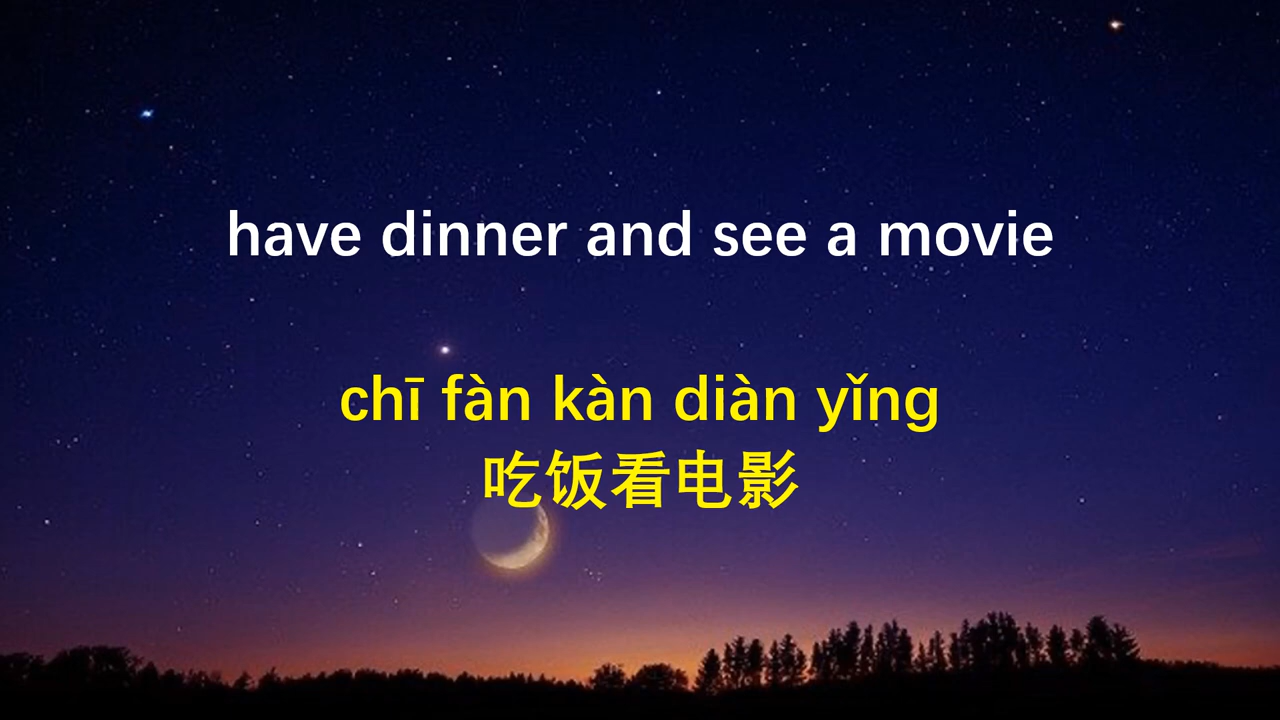 have dinner and see a movie
chī fàn kàn diàn yǐng
吃饭看电影